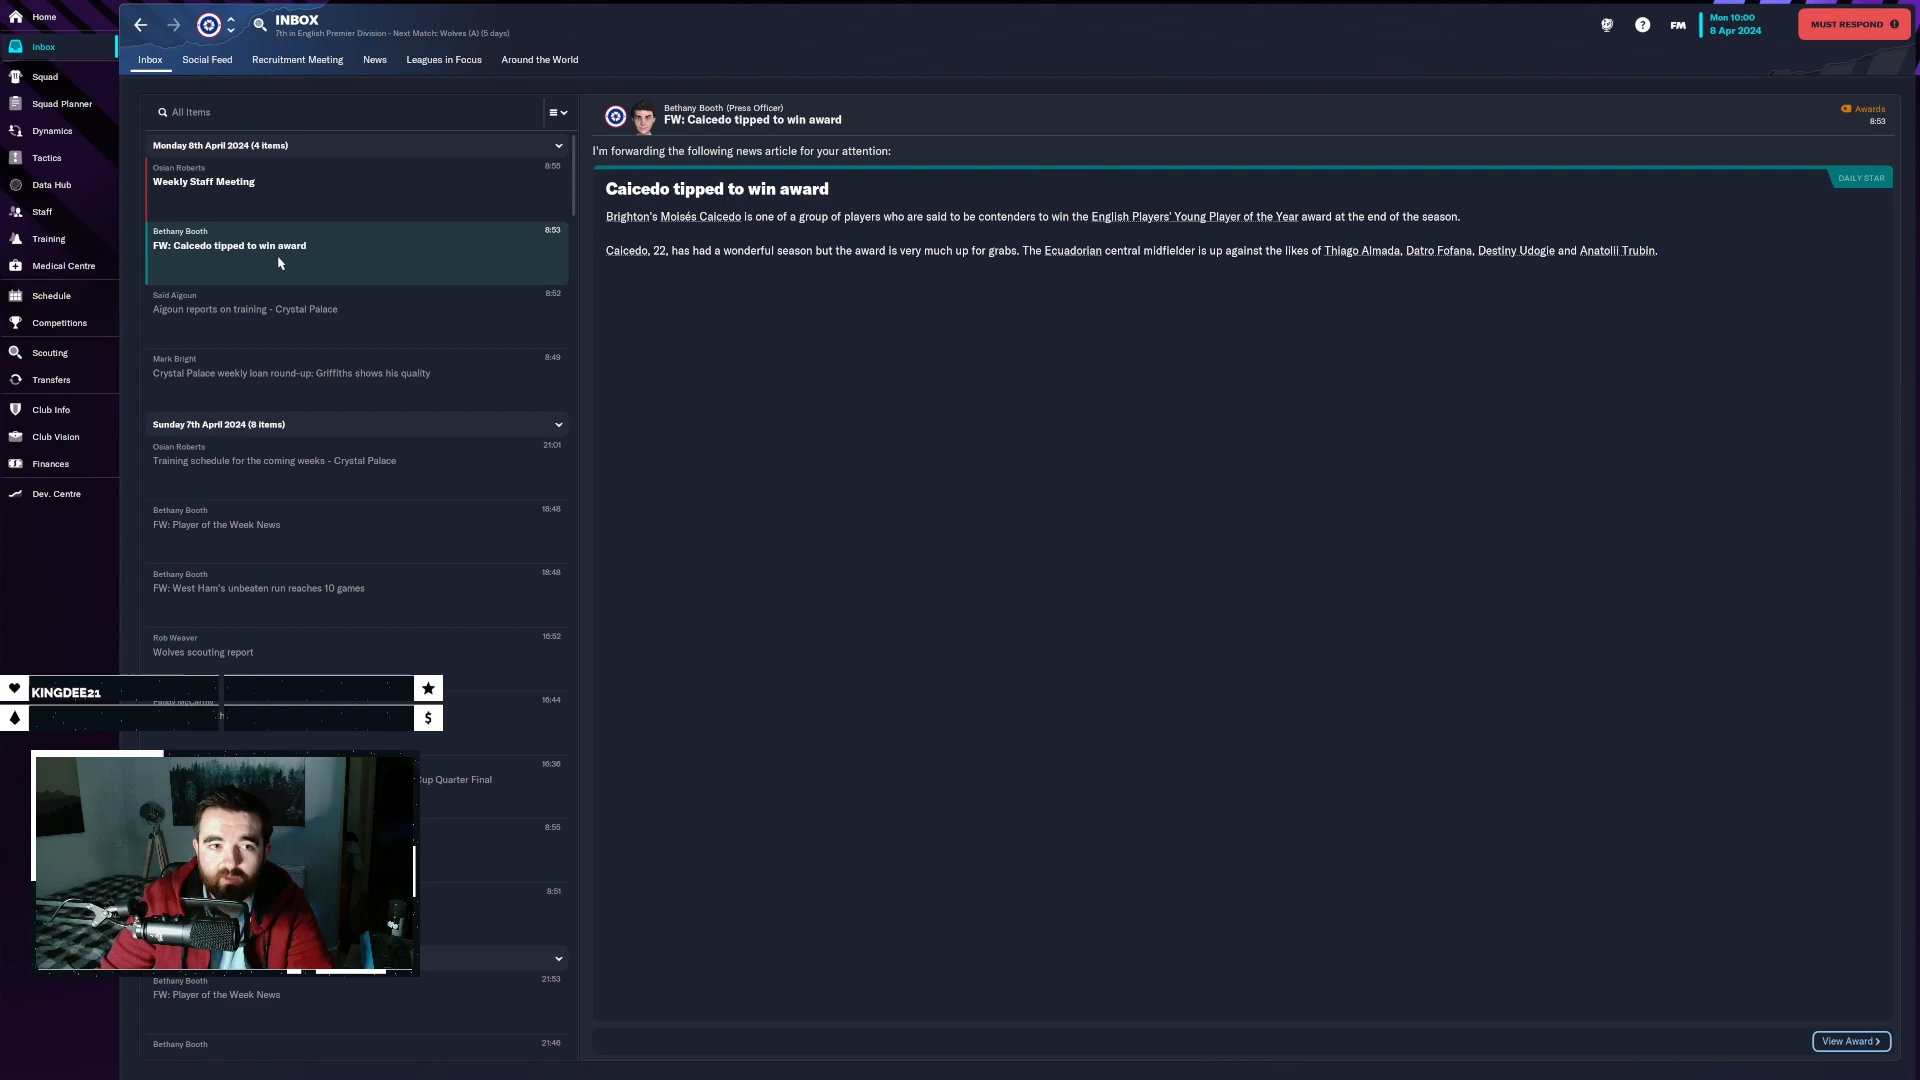 Home
Inbox
Squad
Squad Planner
Dynamics
Tactics
Data Hub
Staff
Training
Medical Centre
Schedule
Competitions
Scouting
Transfers
Club Info
Club Vision
Finances
Dev. Centre
INBOX
7th in English Premier Division - Next Match: Wolves (A) (5 days)
FM
Mon 10:00
8 Apr 2024
MUST RESPOND
Inbox Social Feed Recruitment Meeting News Leagues in Focus Around the World
All Items
Monday 8th April 2024 (4 items)
Osian Roberts 8:55
Weekly Staff Meeting
Bethany Booth 8:53
FW: Caicedo tipped to win award
Saïd Aïgoun 8:52
Aïgoun reports on training - Crystal Palace
Mark Bright 8:49
Crystal Palace weekly loan round-up: Griffiths shows his quality
Sunday 7th April 2024 (8 items)
Osian Roberts 21:01
Training schedule for the coming weeks - Crystal Palace
Bethany Booth 18:48
FW: Player of the Week News
Bethany Booth 18:48
FW: West Ham's unbeaten run reaches 10 games
Rob Weaver 16:52
Wolves scouting report
KINGDEE21
Paddy McCarthy 16:44
$
16:36
Cup Quarter Final
8:55
8:51
Bethany Booth 21:53
FW: Player of the Week News
Bethany Booth 21:46
Bethany Booth (Press Officer)
FW: Caicedo tipped to win award
Awards
8:53
I'm forwarding the following news article for your attention:
DAILY STAR
Caicedo tipped to win award
Brighton's Moisés Caicedo is one of a group of players who are said to be contenders to win the English Players' Young Player of the Year award at the end of the season.
Caicedo, 22, has had a wonderful season but the award is very much up for grabs. The Ecuadorian central midfielder is up against the likes of Thiago Almada, Datro Fofana, Destiny Udogie and Anatolii Trubin.
View Award